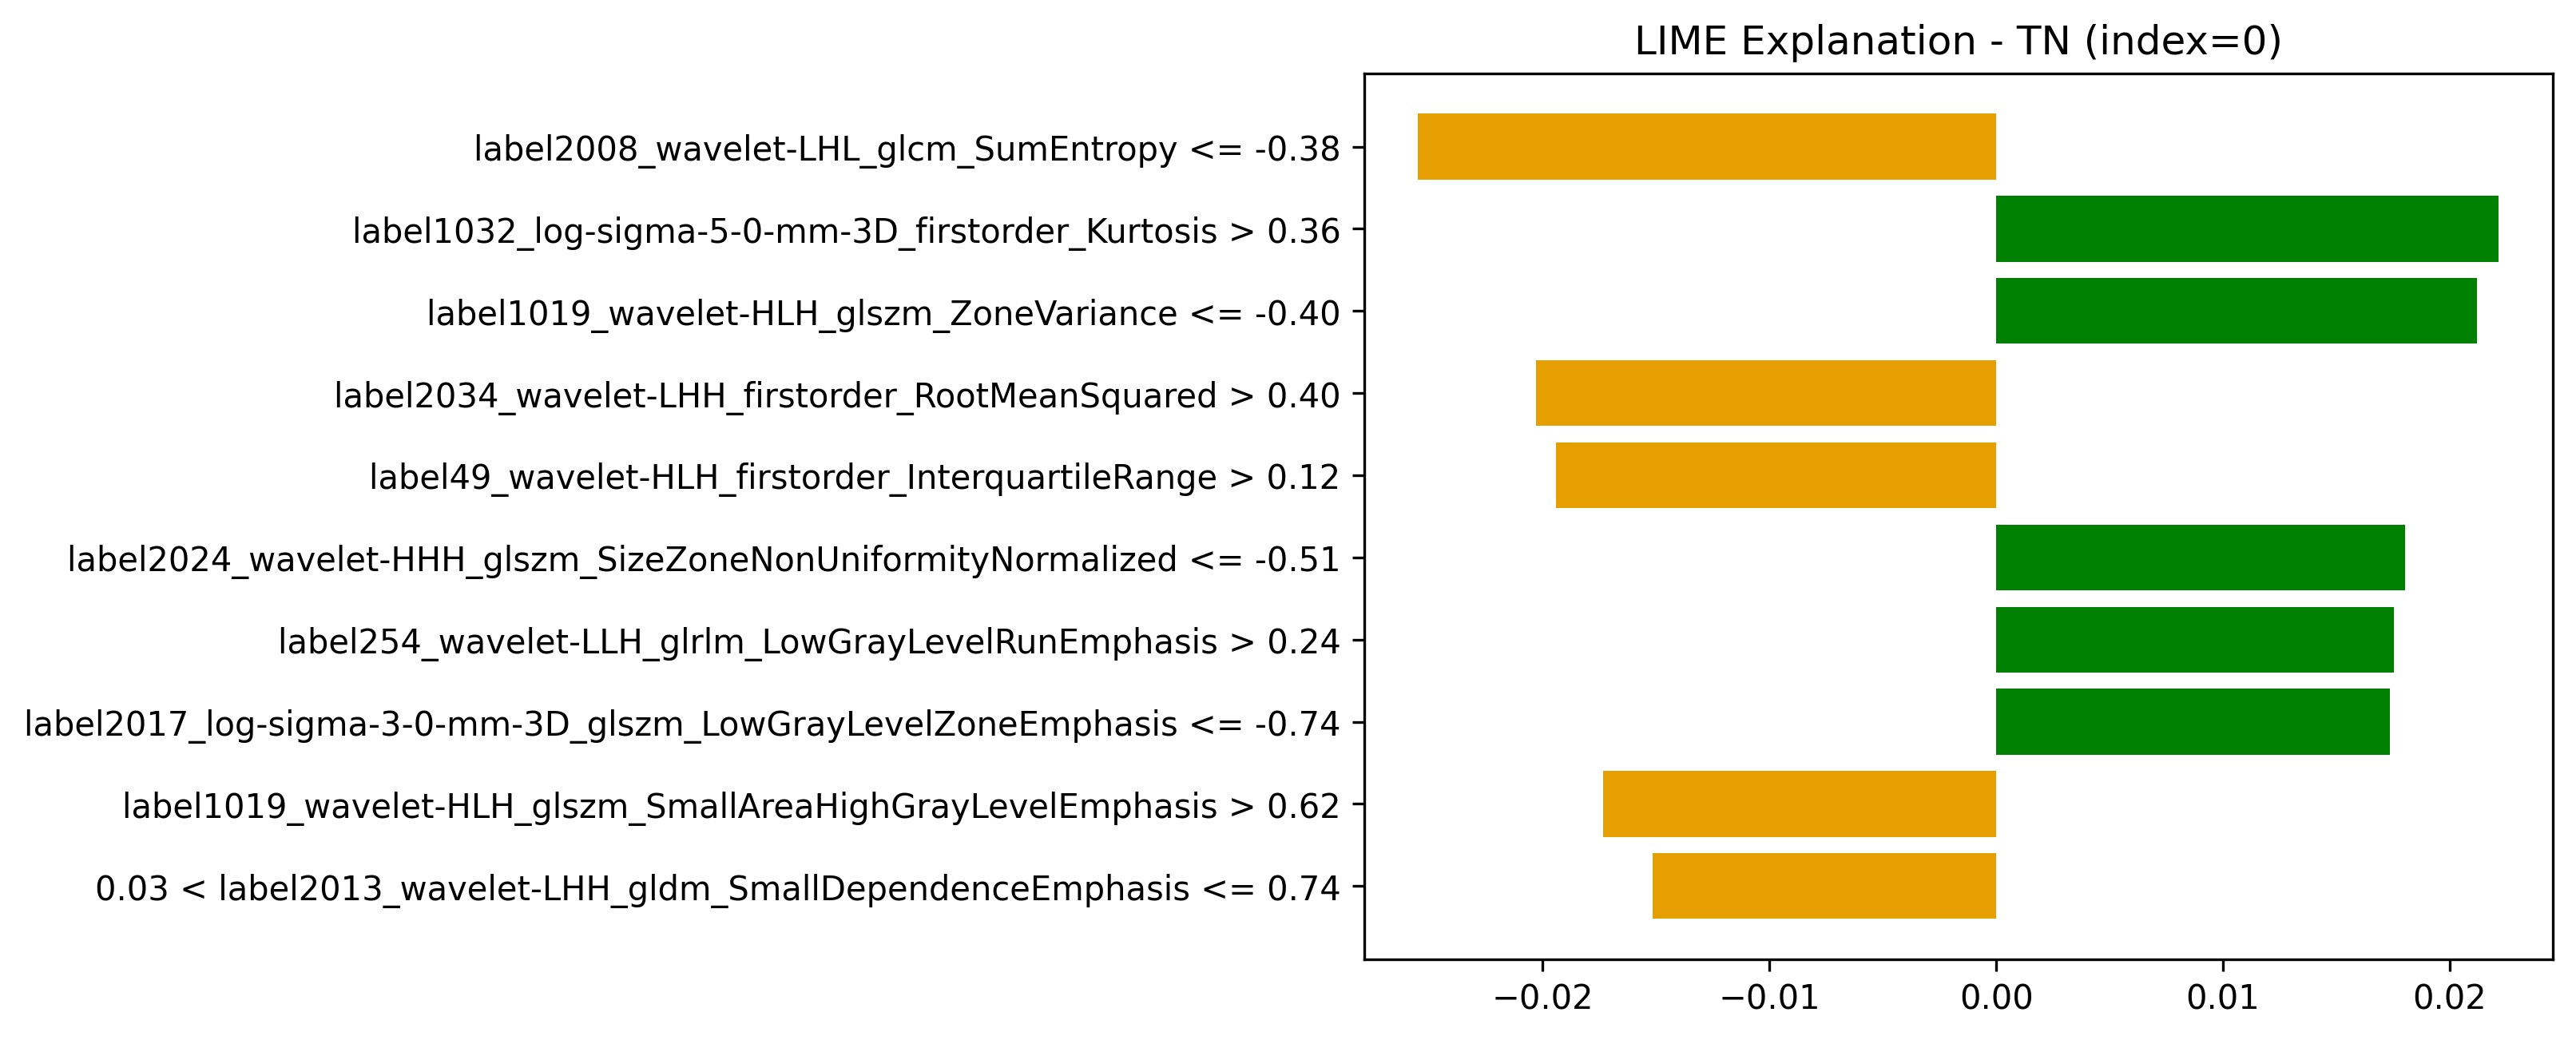 LIME Explanation - TN (index=0)
label2008_wavelet-LHL_glcm_SumEntropy <= -0.38
label1032_log-sigma-5-0-mm-3D_firstorder_Kurtosis > 0.36
label1019_wavelet-HLH_glszm_ZoneVariance <= -0.40
label2034_wavelet-LHH_firstorder_RootMeanSquared > 0.40
label49_wavelet-HLH_firstorder_InterquartileRange > 0.12
label2024_wavelet-HHH_glszm_SizeZoneNonUniformityNormalized <= -0.51
label254_wavelet-LLH_glrlm_LowGrayLevelRunEmphasis > 0.24
label2017_log-sigma-3-0-mm-3D_glszm_LowGrayLevelZoneEmphasis <= -0.74
label1019_wavelet-HLH_glszm_SmallAreaHighGrayLevelEmphasis > 0.62
0.03 < label2013_wavelet-LHH_gldm_SmallDependenceEmphasis <= 0.74
−0.02 −0.01 0.00 0.01 0.02